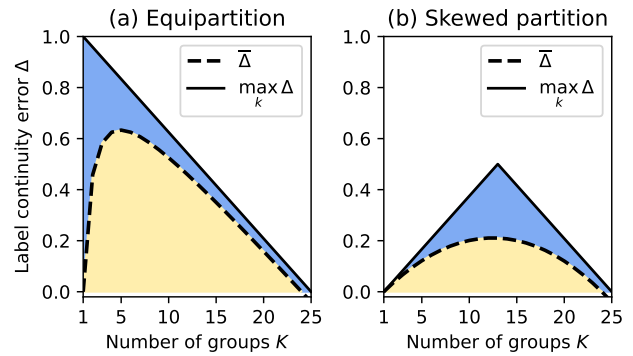 (a) Equipartition
(b) Skewed partition
Label continuity error Δ
1.0
0.8
0.6
0.4
0.2
0.0
Δ̅
max Δ
k
1
5
10
15
20
25
Number of groups K
1.0
0.8
0.6
0.4
0.2
0.0
Δ̅
max Δ
k
1
5
10
15
20
25
Number of groups K